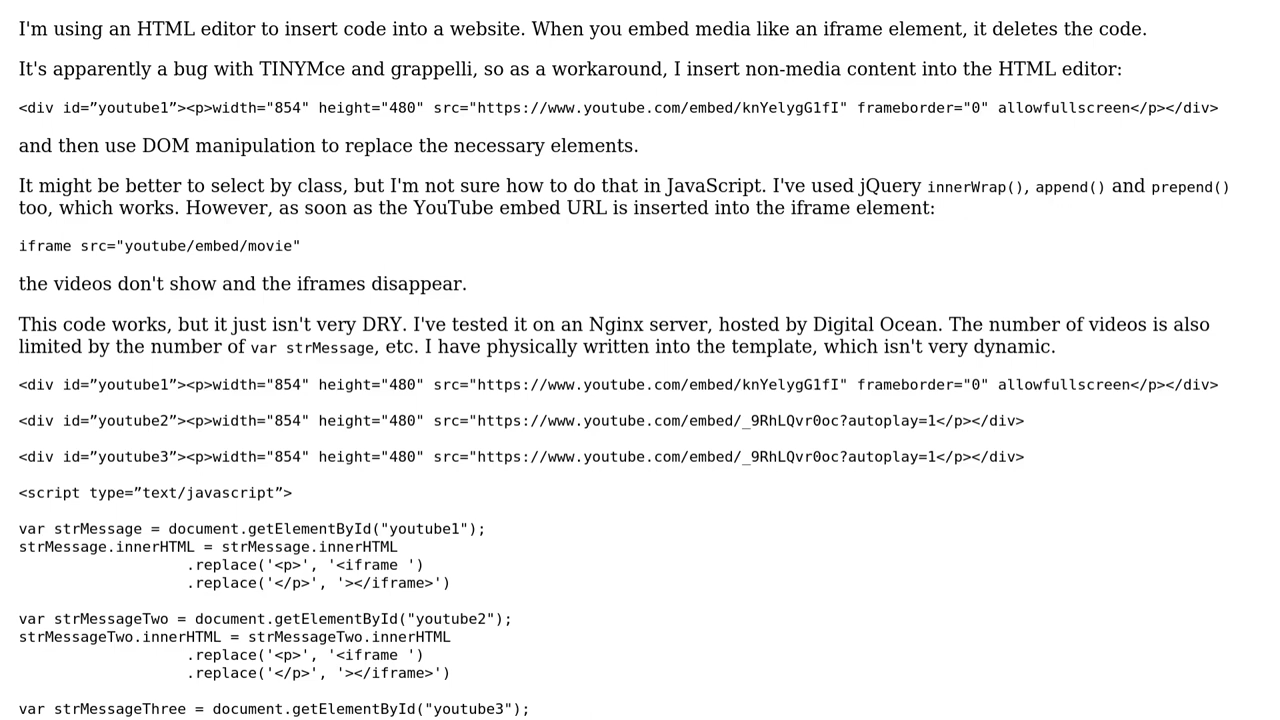 I'm using an HTML editor to insert code into a website. When you embed media like an iframe element, it deletes the code.
It's apparently a bug with TINYMce and grappelli, so as a workaround, I insert non-media content into the HTML editor:
<div id=”youtube1”><p>width="854" height="480" src="https://www.youtube.com/embed/knYelygG1fI" frameborder="0" allowfullscreen</p></div>
and then use DOM manipulation to replace the necessary elements.
It might be better to select by class, but I'm not sure how to do that in JavaScript. I've used jQuery innerWrap(), append() and prepend()
too, which works. However, as soon as the YouTube embed URL is inserted into the iframe element:
iframe src="youtube/embed/movie"
the videos don't show and the iframes disappear.
This code works, but it just isn't very DRY. I've tested it on an Nginx server, hosted by Digital Ocean. The number of videos is also
limited by the number of var strMessage, etc. I have physically written into the template, which isn't very dynamic.
<div id=”youtube1”><p>width="854" height="480" src="https://www.youtube.com/embed/knYelygG1fI" frameborder="0" allowfullscreen</p></div>
<div id=”youtube2”><p>width="854" height="480" src="https://www.youtube.com/embed/_9RhLQvr0oc?autoplay=1</p></div>
<div id=”youtube3”><p>width="854" height="480" src="https://www.youtube.com/embed/_9RhLQvr0oc?autoplay=1</p></div>
<script type=”text/javascript”>
var strMessage = document.getElementById("youtube1");
strMessage.innerHTML = strMessage.innerHTML
                   .replace('<p>', '<iframe ')
                   .replace('</p>', '></iframe>')
var strMessageTwo = document.getElementById("youtube2");
strMessageTwo.innerHTML = strMessageTwo.innerHTML
                   .replace('<p>', '<iframe ')
                   .replace('</p>', '></iframe>')
var strMessageThree = document.getElementById("youtube3");